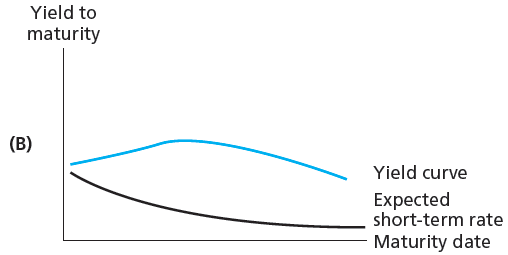 Yield to
maturity
(B)
Yield curve
Expected
short-term rate
Maturity date